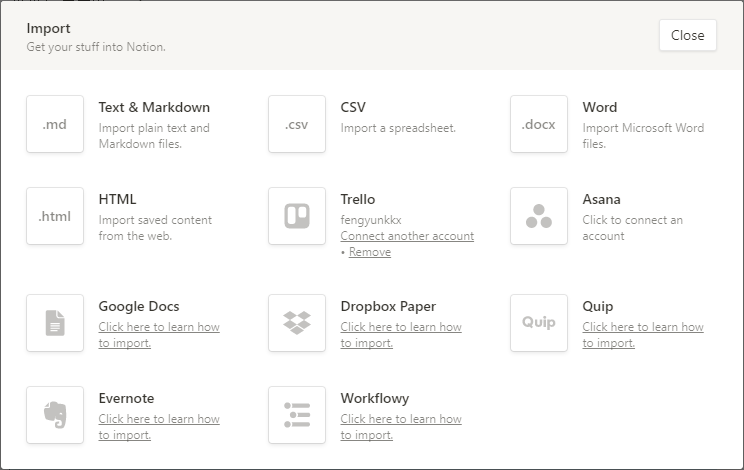 Import
Get your stuff into Notion.
Close
.md
Text & Markdown
Import plain text and
Markdown files.
.csv
CSV
Import a spreadsheet.
.docx
Word
Import Microsoft Word
files.
.html
HTML
Import saved content
from the web.
Trello
fengyunkkx
Connect another account
• Remove
Asana
Click to connect an
account
Google Docs
Click here to learn how
to import.
Dropbox Paper
Click here to learn how
to import.
Quip
Quip
Click here to learn how
to import.
Evernote
Click here to learn how
to import.
Workflowy
Click here to learn how
to import.